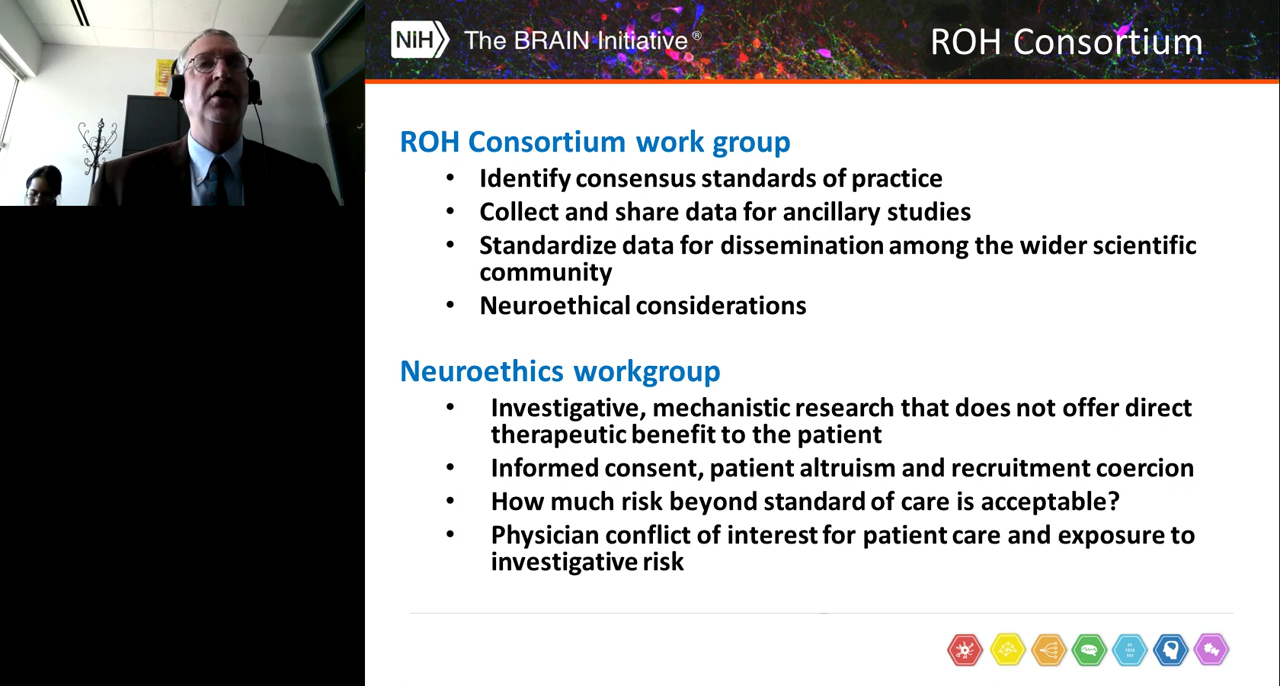 NIH The BRAIN Initiative®
ROH Consortium
ROH Consortium work group
• Identify consensus standards of practice
• Collect and share data for ancillary studies
• Standardize data for dissemination among the wider scientific
community
• Neuroethical considerations
Neuroethics workgroup
• Investigative, mechanistic research that does not offer direct
therapeutic benefit to the patient
• Informed consent, patient altruism and recruitment coercion
• How much risk beyond standard of care is acceptable?
• Physician conflict of interest for patient care and exposure to
investigative risk